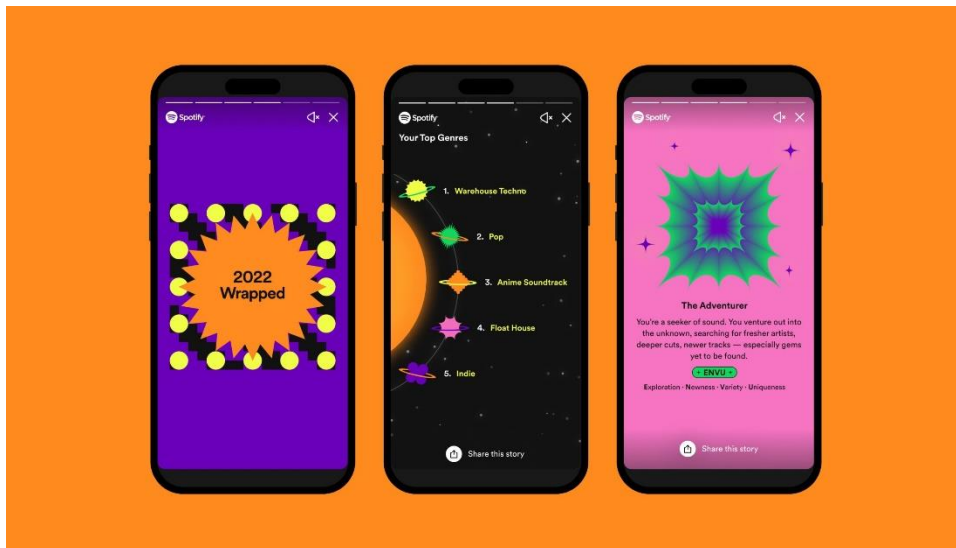 Spotify
2022
Wrapped
Spotify
Your Top Genres
1. Warehouse Techno
2. Pop
3. Anime Soundtrack
4. Float House
5. Indie
Share this story
Spotify
The Adventurer
You're a seeker of sound. You venture out into
the unknown, searching for fresher artists,
deeper cuts, newer tracks — especially gems
yet to be found.
ENVU
Exploration · Newness · Variety · Uniqueness
Share this story